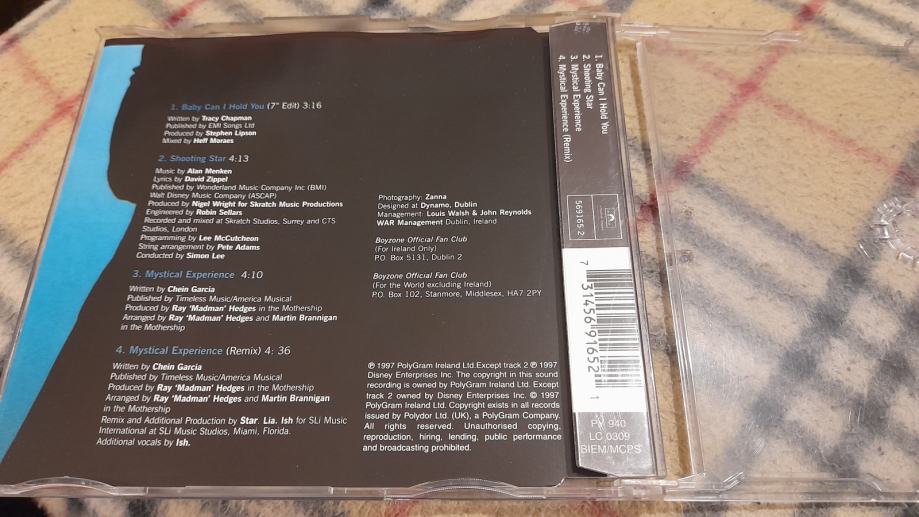 1. Baby Can I Hold You (7" Edit) 3:16
Written by Tracy Chapman
Published by EMI Songs Ltd
Produced by Stephen Lipson
Mixed by Heff Moraes
2. Shooting Star 4:13
Music by Alan Menken
Lyrics by David Zippel
Published by Wonderland Music Company Inc (BMI)
Walt Disney Music Company (ASCAP)
Produced by Nigel Wright for Skratch Music Productions
Engineered by Robin Sellars
Recorded and mixed at Skratch Studios, Surrey and CTS
Studios, London
Programming by Lee McCutcheon
String arrangement by Pete Adams
Conducted by Simon Lee
3. Mystical Experience 4:10
Written by Chein Garcia
Published by Timeless Music/America Musical
Produced by Ray 'Madman' Hedges in the Mothership
Arranged by Ray 'Madman' Hedges and Martin Brannigan
in the Mothership
4. Mystical Experience (Remix) 4: 36
Written by Chein Garcia
Published by Timeless Music/America Musical
Produced by Ray 'Madman' Hedges in the Mothership
Arranged by Ray 'Madman' Hedges and Martin Brannigan
in the Mothership
Remix and Additional Production by Star. Lia. Ish for SLi Music
International at SLi Music Studios, Miami, Florida.
Additional vocals by Ish.
Photography: Zanna
Designed at Dynamo, Dublin
Management: Louis Walsh & John Reynolds
WAR Management Dublin, Ireland
Boyzone Official Fan Club
(For Ireland Only)
P.O. Box 5131, Dublin 2
Boyzone Official Fan Club
(For the World excluding Ireland)
P.O. Box 102, Stanmore, Middlesex, HA7 2PY
℗ 1997 PolyGram Ireland Ltd.Except track 2 ℗ 1997
Disney Enterprises Inc. The copyright in this sound
recording is owned by PolyGram Ireland Ltd. Except
track 2 owned by Disney Enterprises Inc. © 1997
PolyGram Ireland Ltd. Copyright exists in all records
issued by Polydor Ltd. (UK), a PolyGram Company.
All rights reserved. Unauthorised copying,
reproduction, hiring, lending, public performance
and broadcasting prohibited.
1. Baby Can I Hold You
2. Shooting Star
3. Mystical Experience
4. Mystical Experience (Remix)
569165-2
7 31456 91652 1
PY 940
LC 0309
BIEM/MCPS